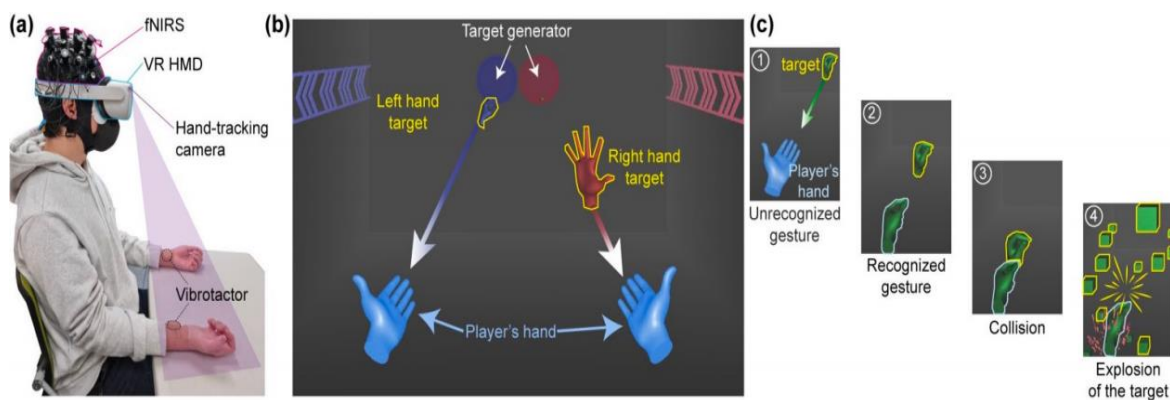 (a)
fNIRS
VR HMD
Hand-tracking
camera
Vibrotactor
(b)
Target generator
Left hand
target
Right hand
target
Player's hand
(c)
1
target
Player's
hand
Unrecognized
gesture
2
Recognized
gesture
3
Collision
4
Explosion
of the target